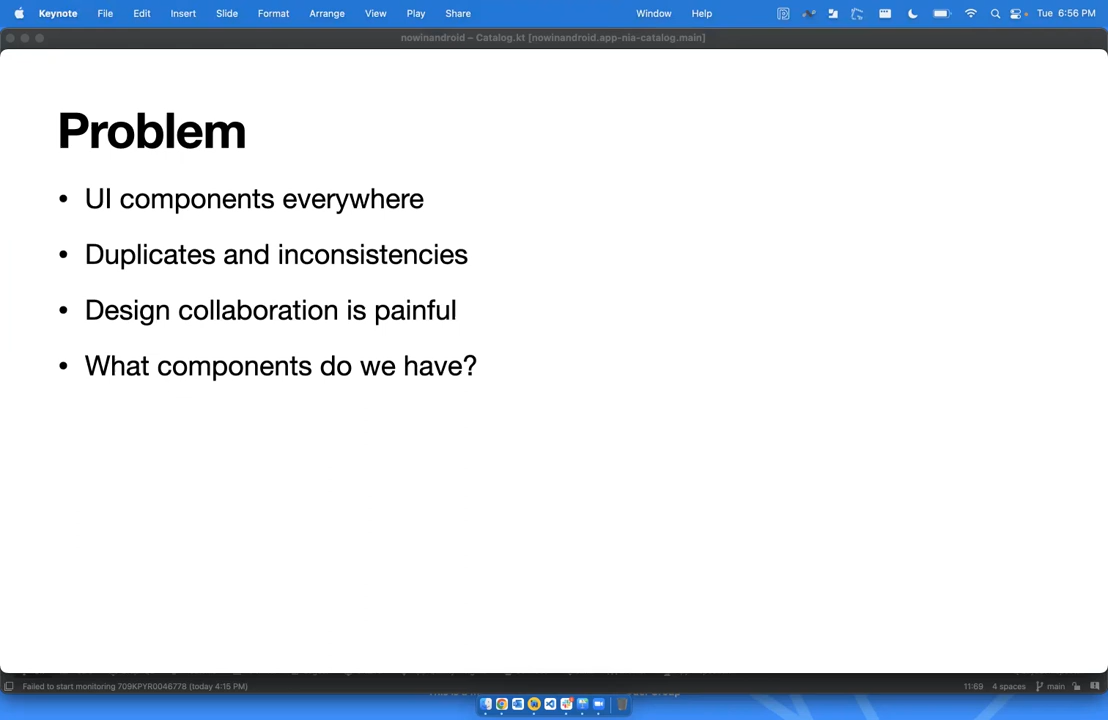 Keynote File Edit Insert Slide Format Arrange View Play Share Window Help Tue 6:56 PM
nowinandroid – Catalog.kt [nowinandroid.app-nia-catalog.main]
Problem
• UI components everywhere
• Duplicates and inconsistencies
• Design collaboration is painful
• What components do we have?
Failed to start monitoring 709KPYR0046778 (today 4:15 PM) 11:69 4 spaces main